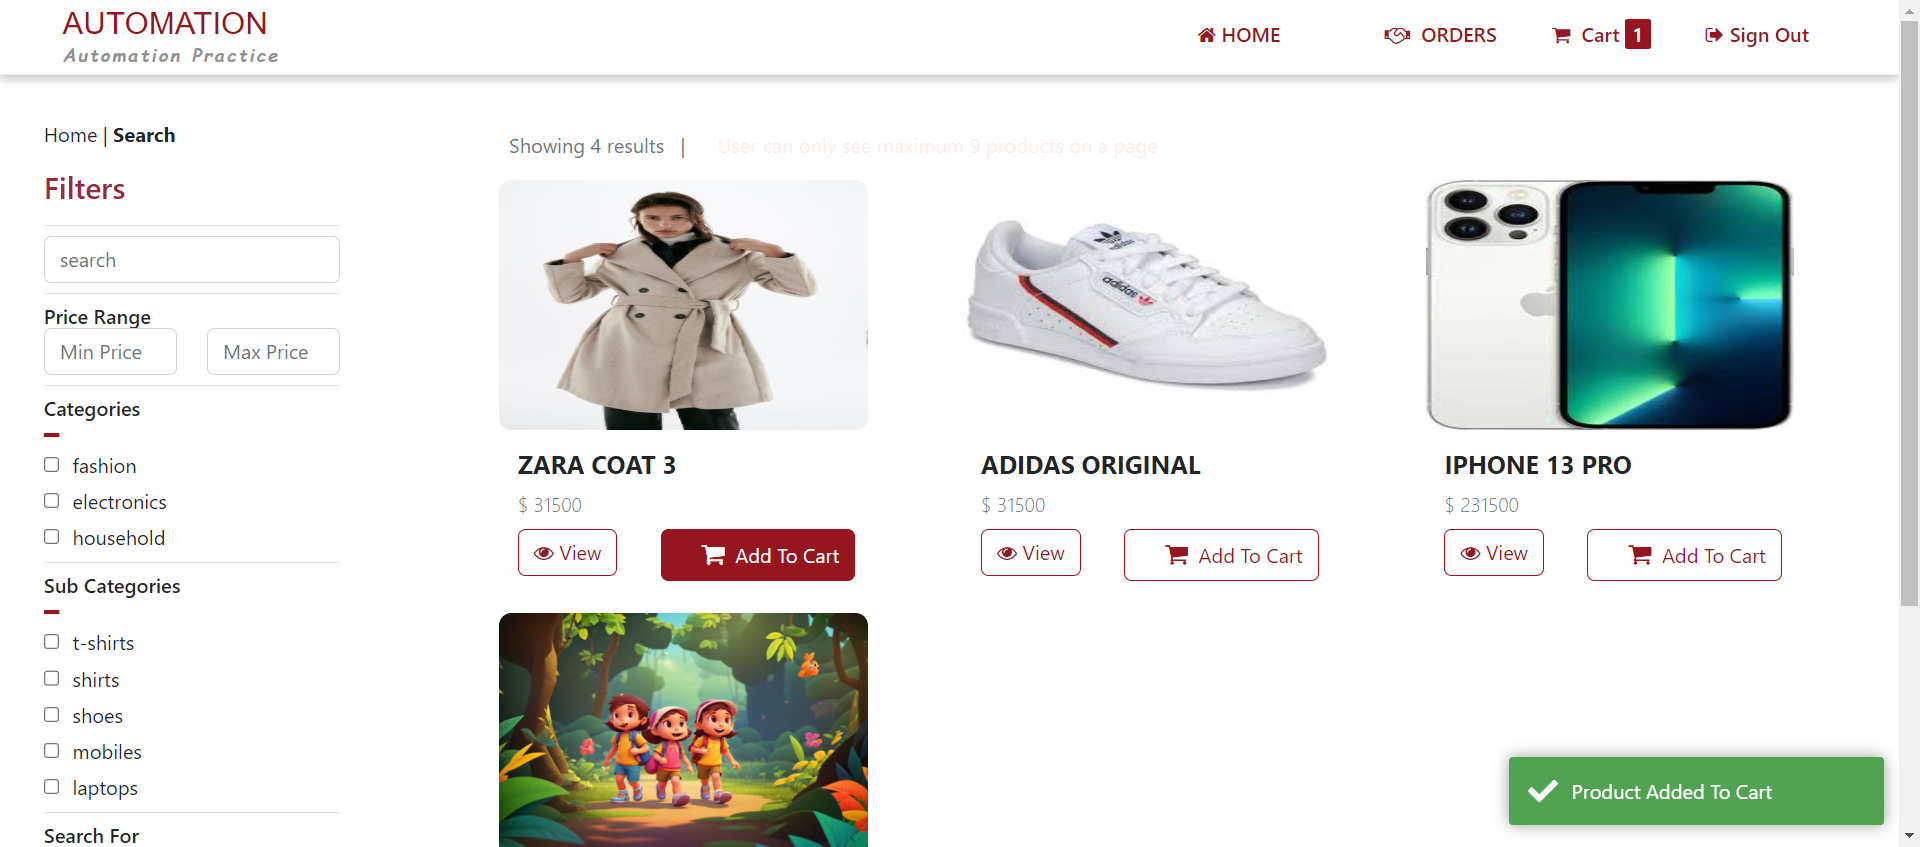 AUTOMATION
Automation Practice
HOME
ORDERS
Cart 1
Sign Out
Home | Search
Filters
search
Price Range
Min Price
Max Price
Categories
fashion
electronics
household
Sub Categories
t-shirts
shirts
shoes
mobiles
laptops
Search For
Showing 4 results |
User can only see maximum 9 products on a page
adidas
adidas
ZARA COAT 3
$ 31500
View
Add To Cart
ADIDAS ORIGINAL
$ 31500
View
Add To Cart
IPHONE 13 PRO
$ 231500
View
Add To Cart
Product Added To Cart